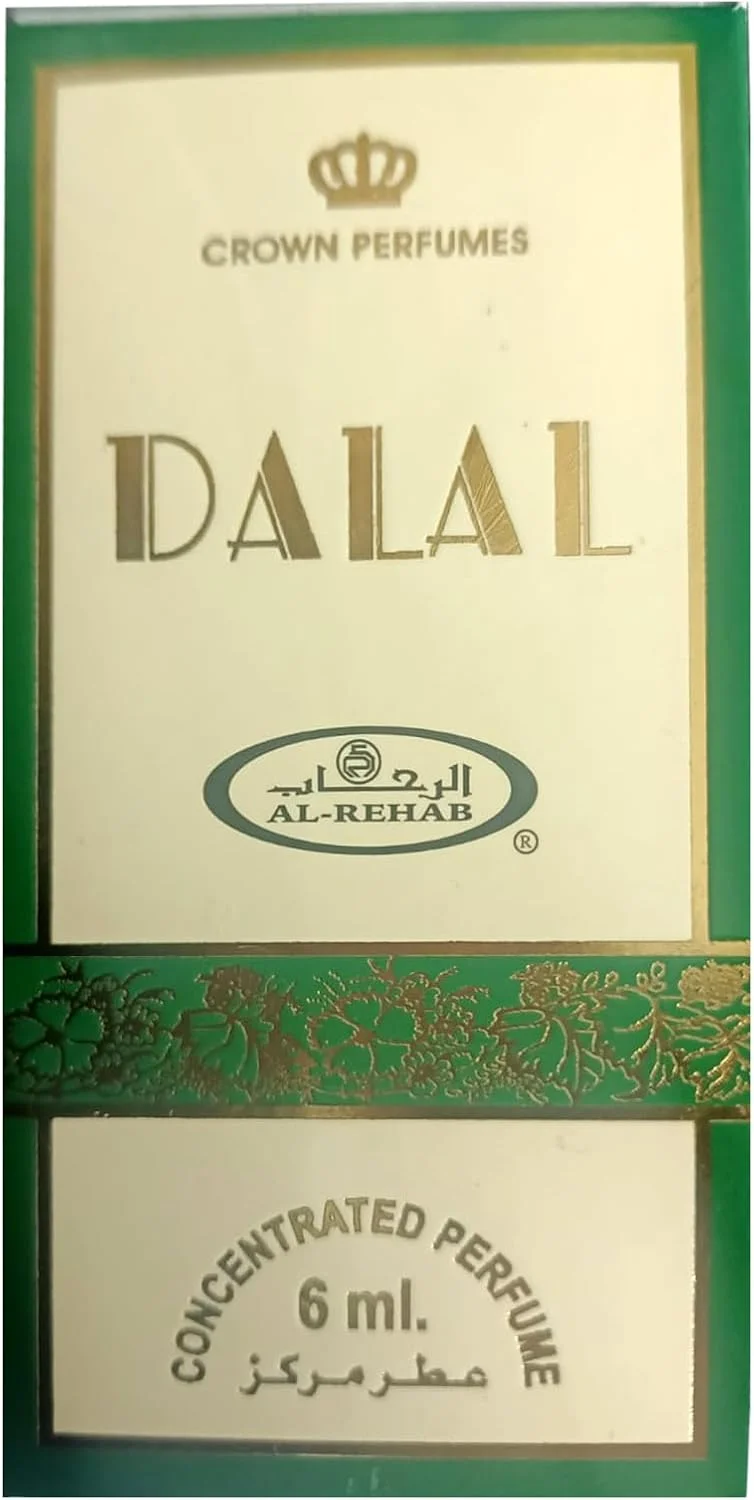 CROWN PERFUMES
DALAL
الرحاب
AL-REHAB
®
CONCENTRATED PERFUME
6 ml.
عطر مركز